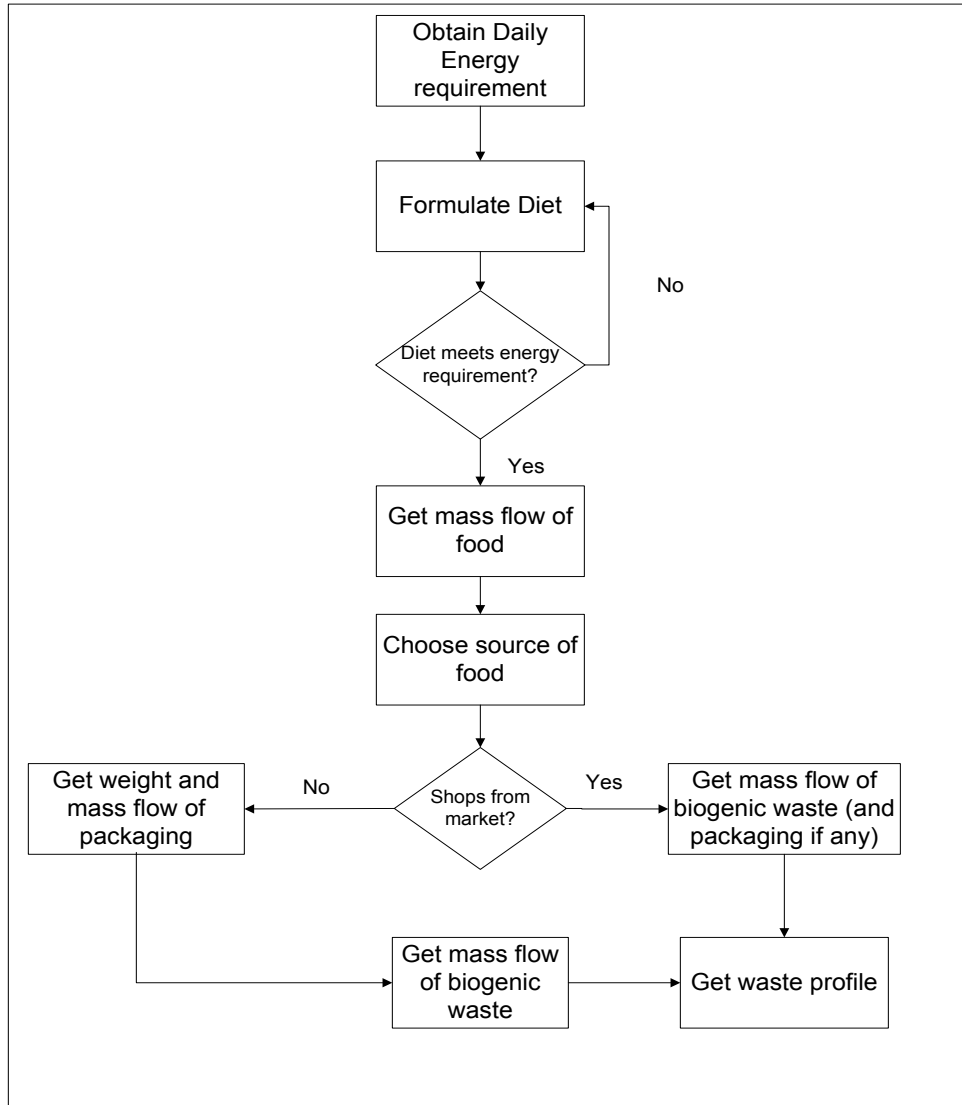 Obtain Daily
Energy
requirement
Formulate Diet
No
Diet meets energy
requirement?
Yes
Get mass flow of
food
Choose source of
food
Get weight and
mass flow of
packaging
No
Shops from
market?
Yes
Get mass flow of
biogenic waste (and
packaging if any)
Get mass flow
of biogenic
waste
Get waste profile